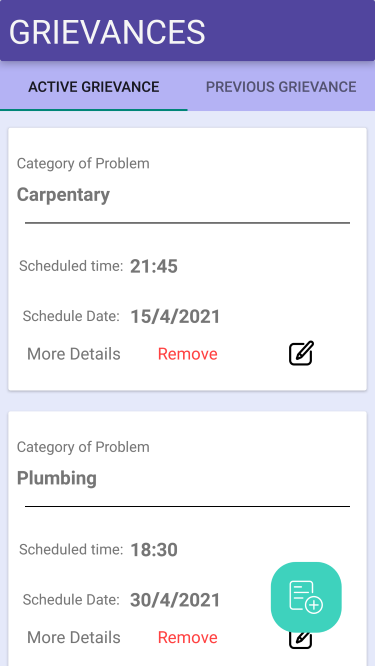 GRIEVANCES
ACTIVE GRIEVANCE PREVIOUS GRIEVANCE
Category of Problem
Carpentary
Scheduled time: 21:45
Schedule Date: 15/4/2021
More Details Remove
Category of Problem
Plumbing
Scheduled time: 18:30
Schedule Date: 30/4/2021
More Details Remove